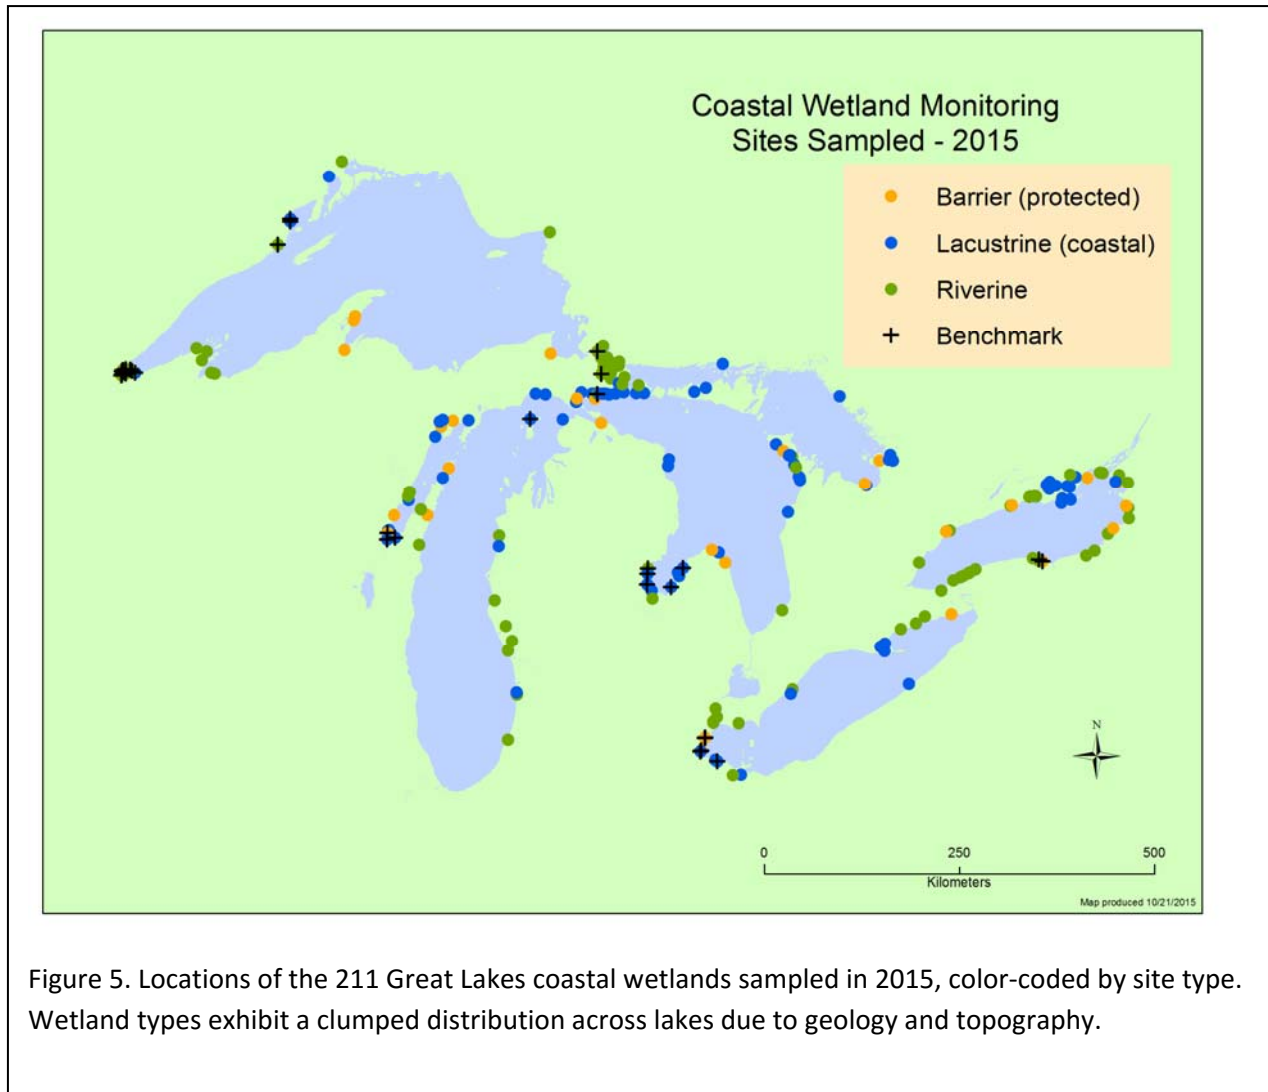 Coastal Wetland Monitoring
Sites Sampled - 2015
Barrier (protected)
Lacustrine (coastal)
Riverine
Benchmark
N
0 250 500
Kilometers
Map produced 10/21/2015
Figure 5. Locations of the 211 Great Lakes coastal wetlands sampled in 2015, color-coded by site type.
Wetland types exhibit a clumped distribution across lakes due to geology and topography.